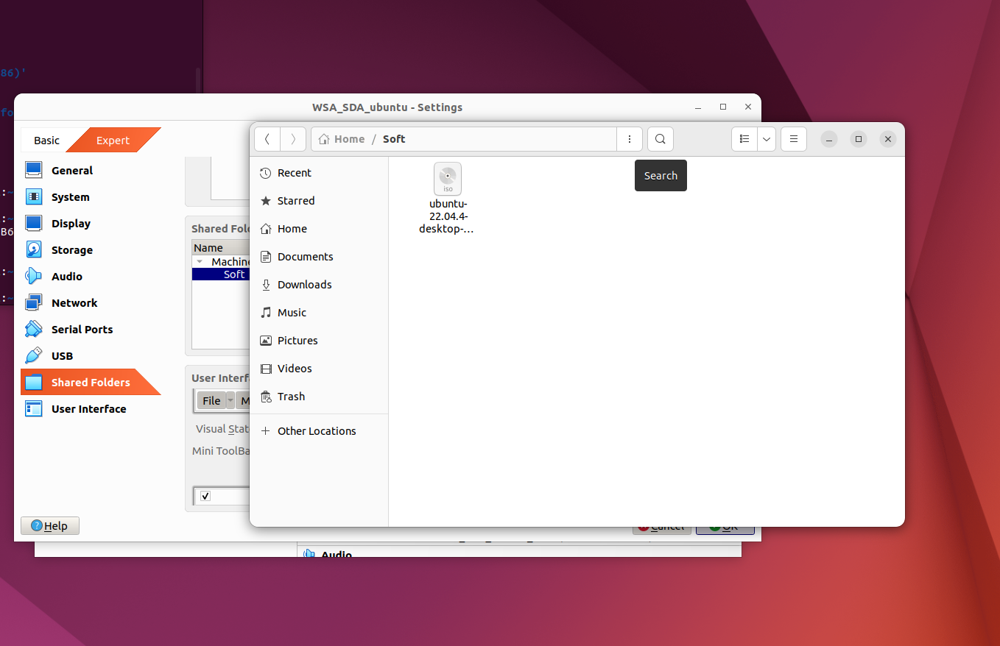 86)'
fo
:~
:~
B6
:~
:~
WSA_SDA_ubuntu - Settings
Basic
Expert
General
System
Display
Storage
Audio
Network
Serial Ports
USB
Shared Folders
User Interface
Shared Fol
Name
Machine
Soft
User Interf
File
M
Visual Stat
Mini ToolBa
Help
Home / Soft
Search
Recent
Starred
Home
Documents
Downloads
Music
Pictures
Videos
Trash
Other Locations
iso
ubuntu-
22.04.4-
desktop-...
Cancel
OK
Audio